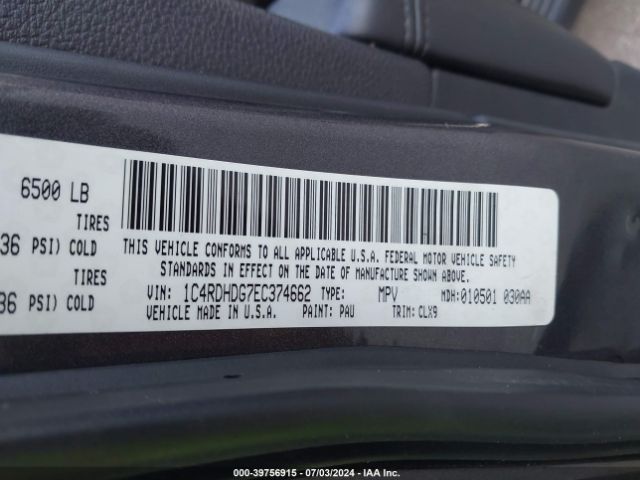 6500 LB
TIRES
36 PSI) COLD
TIRES
36 PSI) COLD
THIS VEHICLE CONFORMS TO ALL APPLICABLE U.S.A. FEDERAL MOTOR VEHICLE SAFETY
STANDARDS IN EFFECT ON THE DATE OF MANUFACTURE SHOWN ABOVE.
VIN: 1C4RDHDG7EC374662 TYPE: MPV MDH:010501 030AA
VEHICLE MADE IN U.S.A. PAINT: PAU TRIM: CLX9
000-39756915 / 07/03/2024 / IAA Inc.